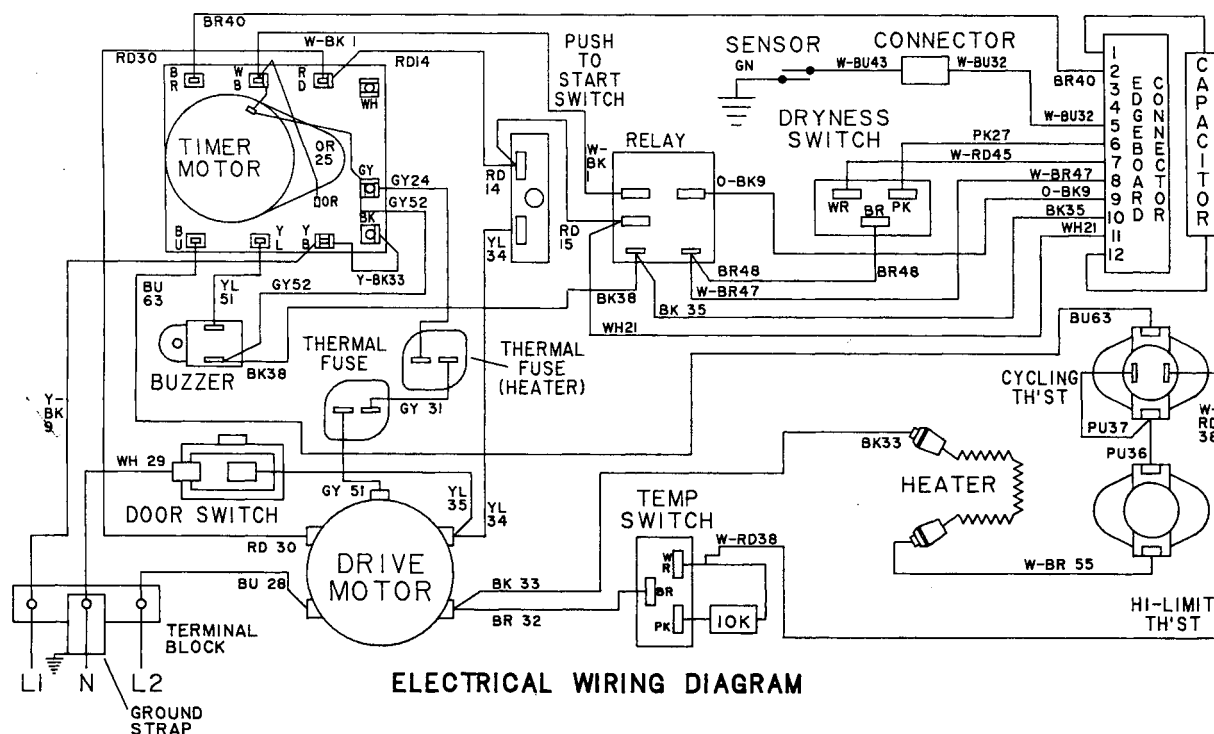 BR40
W-BK 1
RD30
RD14
PUSH
TO
START
SWITCH
SENSOR
GN
CONNECTOR
W-BU43
W-BU32
BR40
W-BU32
1
2
3
4
5
6
7
8
9
10
11
12
EDGEBOARD
CONNECTOR
CAPACITOR
B
R
W
B
R
D
WH
TIMER
MOTOR
OR
25
OR
GY
BK
GY24
GY52
B
U
Y
L
Y
B
Y-BK33
RD
14
YL
34
RD
15
W-
BK
1
RELAY
O-BK9
DRYNESS
SWITCH
WR
BR
PK
PK27
W-RD45
W-BR47
O-BK9
BK35
WH21
BR48
BR48
W-BR47
BK38
BK 35
WH21
BU
63
YL
51
GY52
BUZZER
BK38
THERMAL
FUSE
THERMAL
FUSE
(HEATER)
GY 31
BU63
CYCLING
TH'ST
PU37
PU36
W-
RD
38
Y-
BK
9
WH 29
DOOR SWITCH
GY 51
YL
35
YL
34
RD 30
DRIVE
MOTOR
BU 28
BK 33
BR 32
TEMP
SWITCH
W
R
BR
PK
10K
W-RD38
BK33
HEATER
W-BR 55
HI-LIMIT
TH'ST
TERMINAL
BLOCK
L1
N
L2
GROUND
STRAP
ELECTRICAL WIRING DIAGRAM